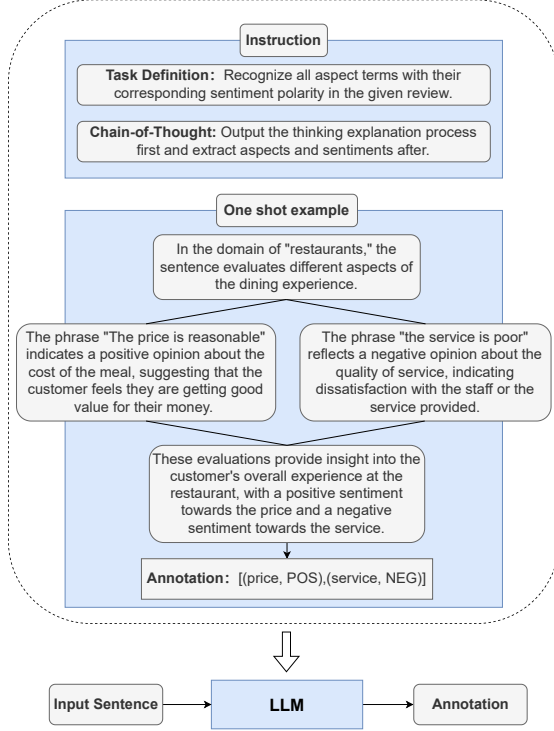 Instruction
Task Definition: Recognize all aspect terms with their
corresponding sentiment polarity in the given review.
Chain-of-Thought: Output the thinking explanation process
first and extract aspects and sentiments after.
One shot example
In the domain of "restaurants," the
sentence evaluates different aspects of
the dining experience.
The phrase "The price is reasonable"
indicates a positive opinion about the
cost of the meal, suggesting that the
customer feels they are getting good
value for their money.
The phrase "the service is poor"
reflects a negative opinion about the
quality of service, indicating
dissatisfaction with the staff or the
service provided.
These evaluations provide insight into the
customer's overall experience at the
restaurant, with a positive sentiment
towards the price and a negative
sentiment towards the service.
Annotation: [(price, POS),(service, NEG)]
Input Sentence
LLM
Annotation